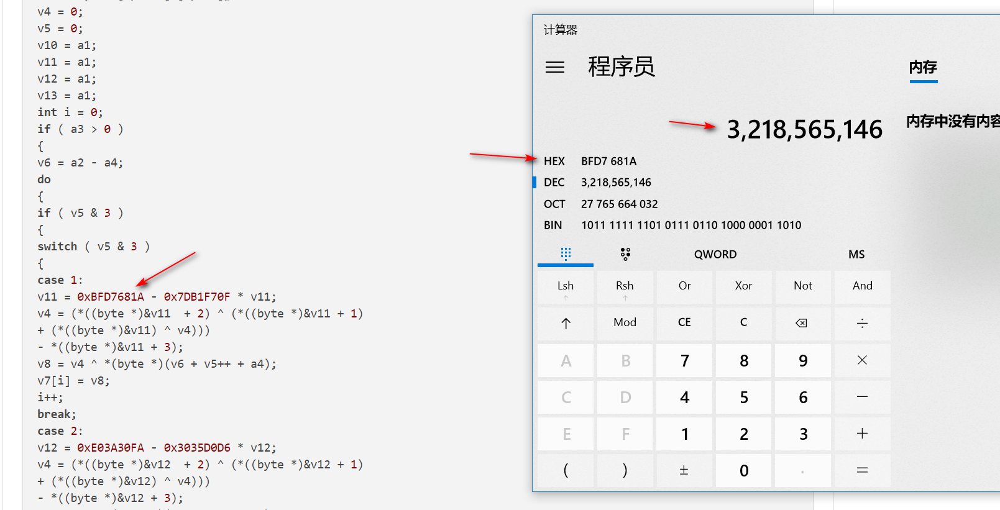 v4 = 0;
v5 = 0;
v10 = a1;
v11 = a1;
v12 = a1;
v13 = a1;
int i = 0;
if ( a3 > 0 )
{
v6 = a2 - a4;
do
{
if ( v5 & 3 )
{
switch ( v5 & 3 )
{
case 1:
v11 = 0xBFD7681A - 0x7DB1F70F * v11;
v4 = (*((byte *)&v11  + 2) ^ (*((byte *)&v11 + 1)
+ (*((byte *)&v11) ^ v4)))
- *((byte *)&v11 + 3);
v8 = v4 ^ *(byte *)(v6 + v5++ + a4);
v7[i] = v8;
i++;
break;
case 2:
v12 = 0xE03A30FA - 0x3035D0D6 * v12;
v4 = (*((byte *)&v12  + 2) ^ (*((byte *)&v12 + 1)
+ (*((byte *)&v12) ^ v4)))
- *((byte *)&v12 + 3);
计算器
程序员
内存
3,218,565,146
内存中没有内容
HEX BFD7 681A
DEC 3,218,565,146
OCT 27 765 664 032
BIN 1011 1111 1101 0111 0110 1000 0001 1010
QWORD MS
Lsh Rsh Or Xor Not And
↑ ↑
↑ Mod CE C ⌫ ÷
A B 7 8 9 ×
C D 4 5 6 −
E F 1 2 3 +
( ) ± 0 . =